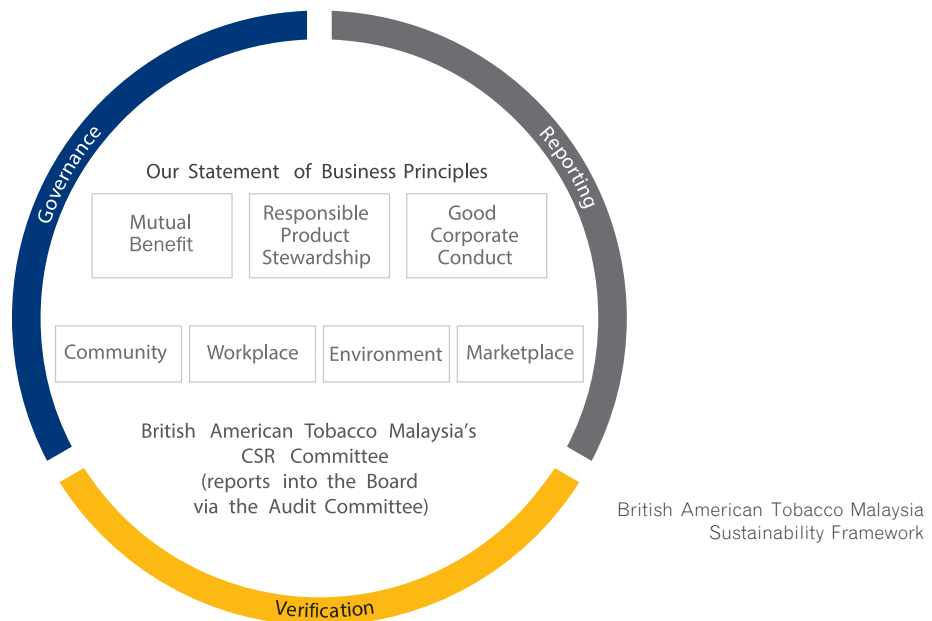 Governance
Reporting
Our Statement of Business Principles
Mutual
Benefit
Responsible
Product
Stewardship
Good
Corporate
Conduct
Community
Workplace
Environment
Marketplace
British American Tobacco Malaysia's
CSR Committee
(reports into the Board
via the Audit Committee)
Verification
British American Tobacco Malaysia
Sustainability Framework